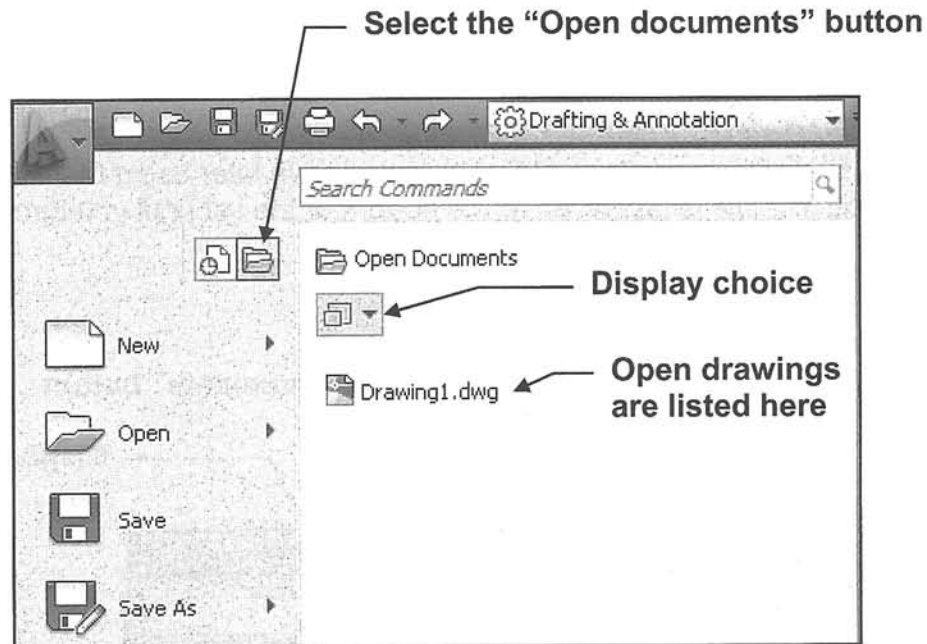 Select the “Open documents” button
Drafting & Annotation
Search Commands
Open Documents
Display choice
New
Drawing1.dwg
Open drawings
are listed here
Open
Save
Save As